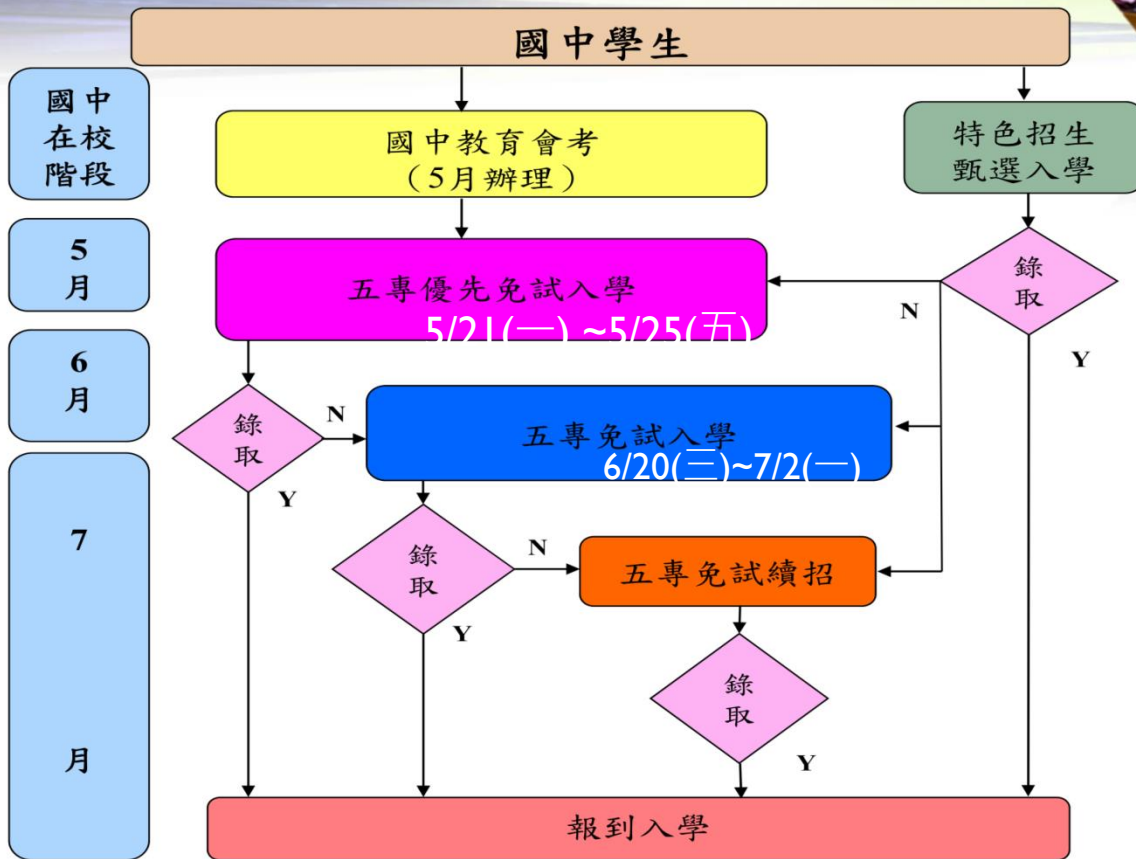 國中學生
國中
在校
階段
國中教育會考
（5月辦理）
特色招生
甄選入學
5
月
五專優先免試入學
5/21(一) ~5/25(五)
錄
取
N
Y
6
月
錄
取
N
Y
五專免試入學
6/20(三)~7/2(一)
7
月
錄
取
N
Y
五專免試續招
錄
取
Y
報到入學